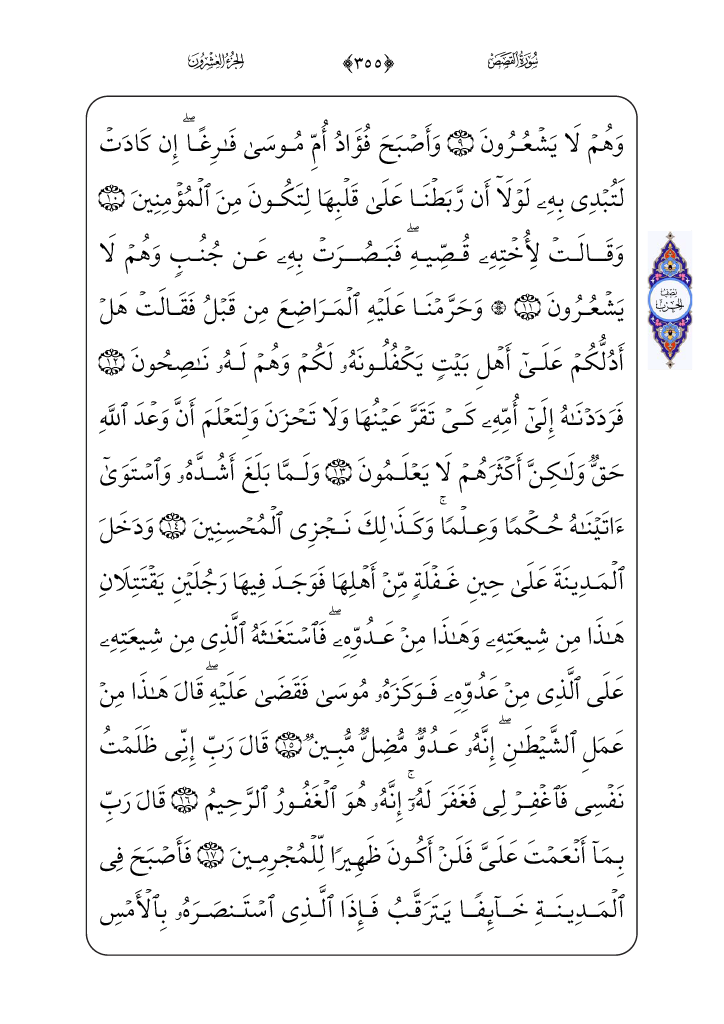 سُورَةُ القَصَصِ ﴿٣٥٥﴾ الجُزْءُ العِشْرُونَ
وَهُمۡ لَا يَشۡعُرُونَ ٩ وَأَصۡبَحَ فُؤَادُ أُمِّ مُوسَىٰ فَٰرِغًاۖ إِن كَادَتۡ
لَتُبۡدِي بِهِۦ لَوۡلَآ أَن رَّبَطۡنَا عَلَىٰ قَلۡبِهَا لِتَكُونَ مِنَ ٱلۡمُؤۡمِنِينَ ١٠
وَقَالَتۡ لِأُخۡتِهِۦ قُصِّيهِۖ فَبَصُرَتۡ بِهِۦ عَن جُنُبٖ وَهُمۡ لَا
يَشۡعُرُونَ ١١ ۞ وَحَرَّمۡنَا عَلَيۡهِ ٱلۡمَرَاضِعَ مِن قَبۡلُ فَقَالَتۡ هَلۡ
نِصْفُ
الحِزْبِ
أَدُلُّكُمۡ عَلَىٰٓ أَهۡلِ بَيۡتٖ يَكۡفُلُونَهُۥ لَكُمۡ وَهُمۡ لَهُۥ نَٰصِحُونَ ١٢
فَرَدَدۡنَٰهُ إِلَىٰٓ أُمِّهِۦ كَيۡ تَقَرَّ عَيۡنُهَا وَلَا تَحۡزَنَ وَلِتَعۡلَمَ أَنَّ وَعۡدَ ٱللَّهِ
حَقّٞ وَلَٰكِنَّ أَكۡثَرَهُمۡ لَا يَعۡلَمُونَ ١٣ وَلَمَّا بَلَغَ أَشُدَّهُۥ وَٱسۡتَوَىٰٓ
ءَاتَيۡنَٰهُ حُكۡمٗا وَعِلۡمٗاۚ وَكَذَٰلِكَ نَجۡزِي ٱلۡمُحۡسِنِينَ ١٤ وَدَخَلَ
ٱلۡمَدِينَةَ عَلَىٰ حِينِ غَفۡلَةٖ مِّنۡ أَهۡلِهَا فَوَجَدَ فِيهَا رَجُلَيۡنِ يَقۡتَتِلَانِ
هَٰذَا مِن شِيعَتِهِۦ وَهَٰذَا مِنۡ عَدُوِّهِۦۖ فَٱسۡتَغَٰثَهُ ٱلَّذِي مِن شِيعَتِهِۦ
عَلَى ٱلَّذِي مِنۡ عَدُوِّهِۦ فَوَكَزَهُۥ مُوسَىٰ فَقَضَىٰ عَلَيۡهِۖ قَالَ هَٰذَا مِنۡ
عَمَلِ ٱلشَّيۡطَٰنِۖ إِنَّهُۥ عَدُوّٞ مُّضِلّٞ مُّبِينٞ ١٥ قَالَ رَبِّ إِنِّي ظَلَمۡتُ
نَفۡسِي فَٱغۡفِرۡ لِي فَغَفَرَ لَهُۥٓۚ إِنَّهُۥ هُوَ ٱلۡغَفُورُ ٱلرَّحِيمُ ١٦ قَالَ رَبِّ
بِمَآ أَنۡعَمۡتَ عَلَيَّ فَلَنۡ أَكُونَ ظَهِيرٗا لِّلۡمُجۡرِمِينَ ١٧ فَأَصۡبَحَ فِي
ٱلۡمَدِينَةِ خَآئِفٗا يَتَرَقَّبُ فَإِذَا ٱلَّذِي ٱسۡتَنصَرَهُۥ بِٱلۡأَمۡسِ